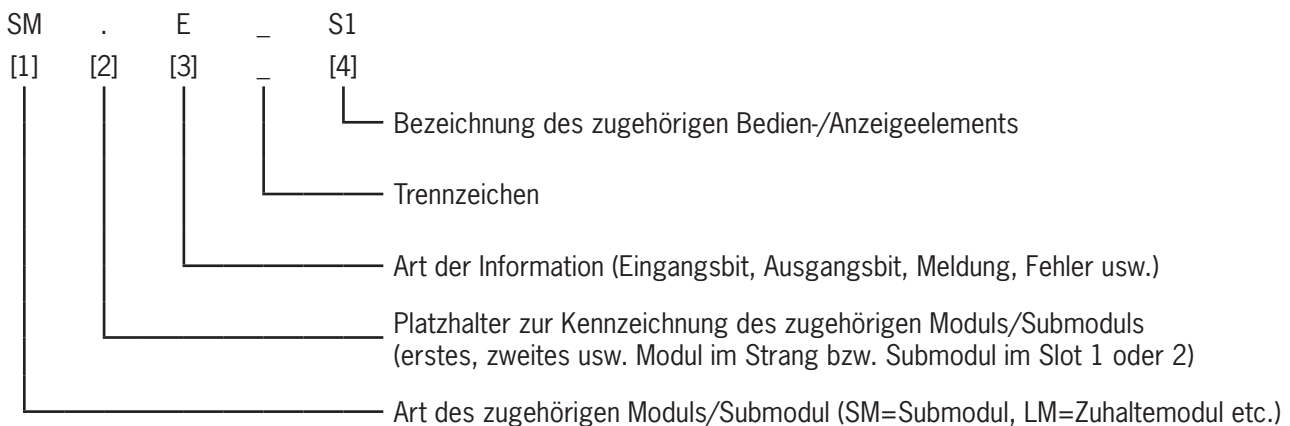 SM . E _ S1
[1] [2] [3] _ [4]
Bezeichnung des zugehörigen Bedien-/Anzeigeelements
Trennzeichen
Art der Information (Eingangsbit, Ausgangsbit, Meldung, Fehler usw.)
Platzhalter zur Kennzeichnung des zugehörigen Moduls/Submoduls
(erstes, zweites usw. Modul im Strang bzw. Submodul im Slot 1 oder 2)
Art des zugehörigen Moduls/Submodul (SM=Submodul, LM=Zuhaltemodul etc.)